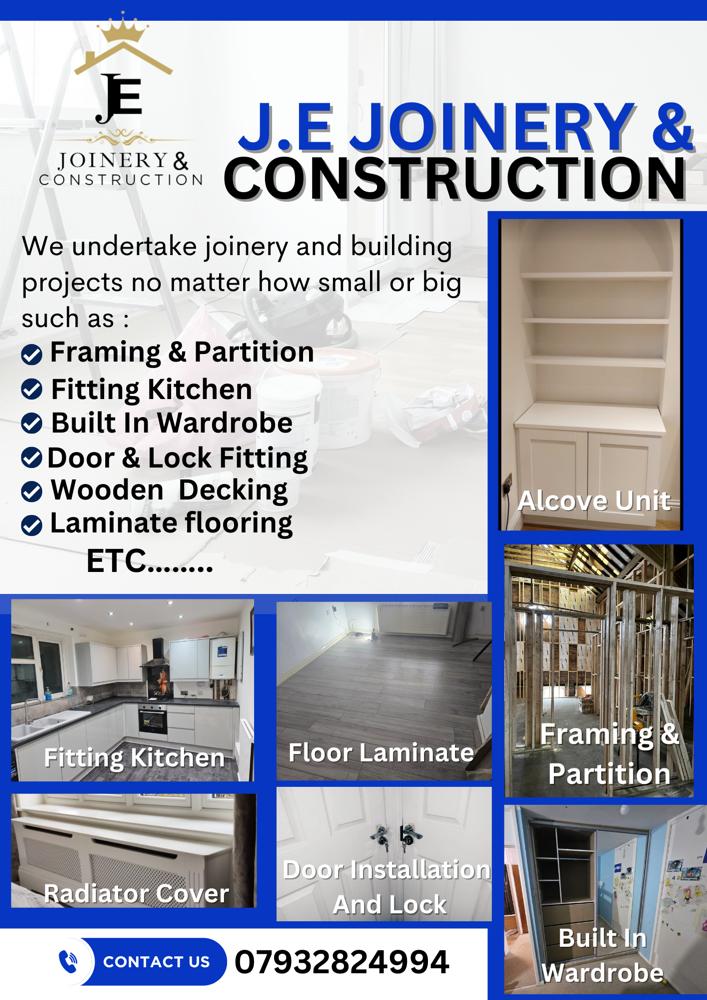 JE
JOINERY &
CONSTRUCTION
J.E JOINERY &
CONSTRUCTION
We undertake joinery and building
projects no matter how small or big
such as :
Framing & Partition
Fitting Kitchen
Built In Wardrobe
Door & Lock Fitting
Wooden Decking
Laminate flooring
ETC........
Alcove Unit
Fitting Kitchen
Floor Laminate
Framing &
Partition
Radiator Cover
Door Installation
And Lock
Built In
Wardrobe
CONTACT US
07932824994